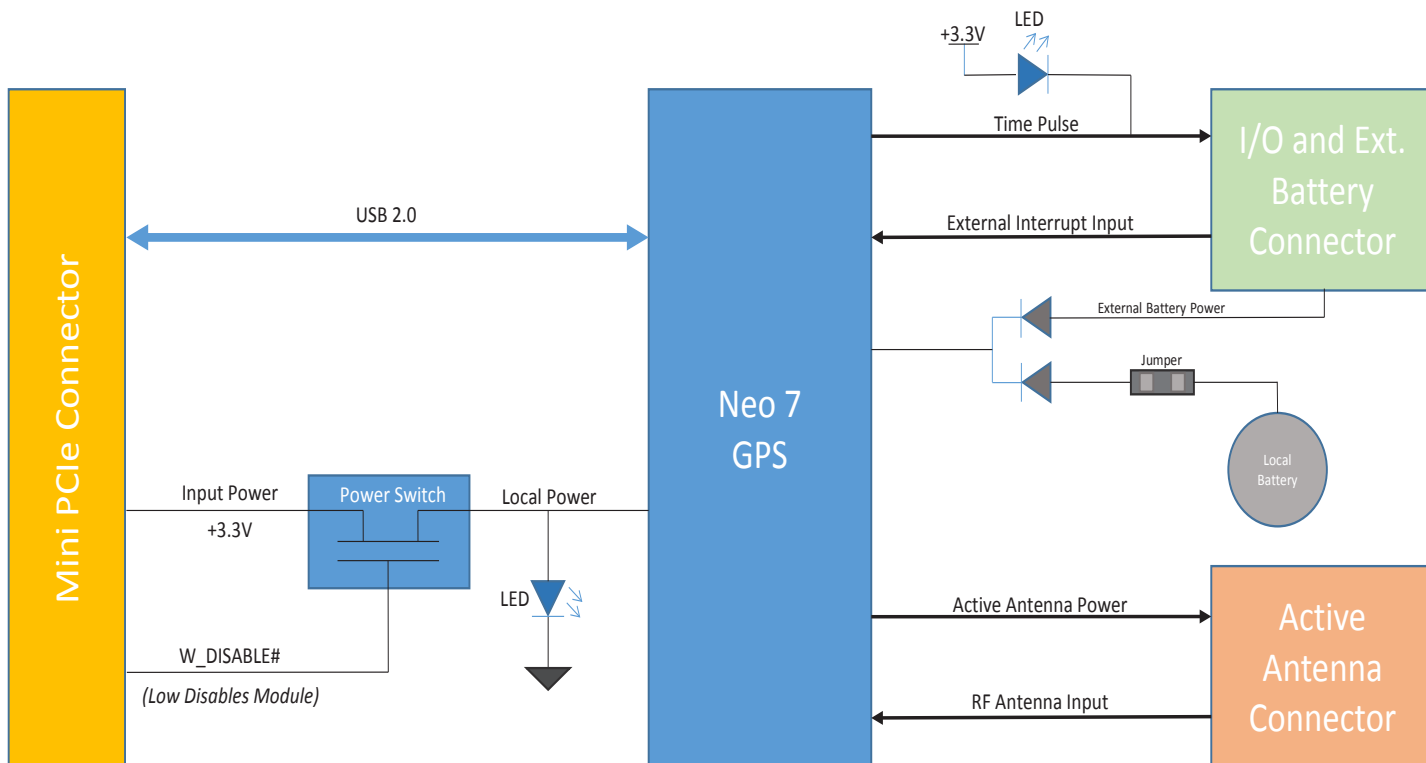 LED
+3.3V
Time Pulse
I/O and Ext.
Battery
Connector
USB 2.0
External Interrupt Input
Mini PCIe Connector
External Battery Power
Jumper
Neo 7
GPS
Local
Battery
Input Power
+3.3V
Power Switch
Local Power
LED
W_DISABLE#
(Low Disables Module)
Active Antenna Power
Active
Antenna
Connector
RF Antenna Input